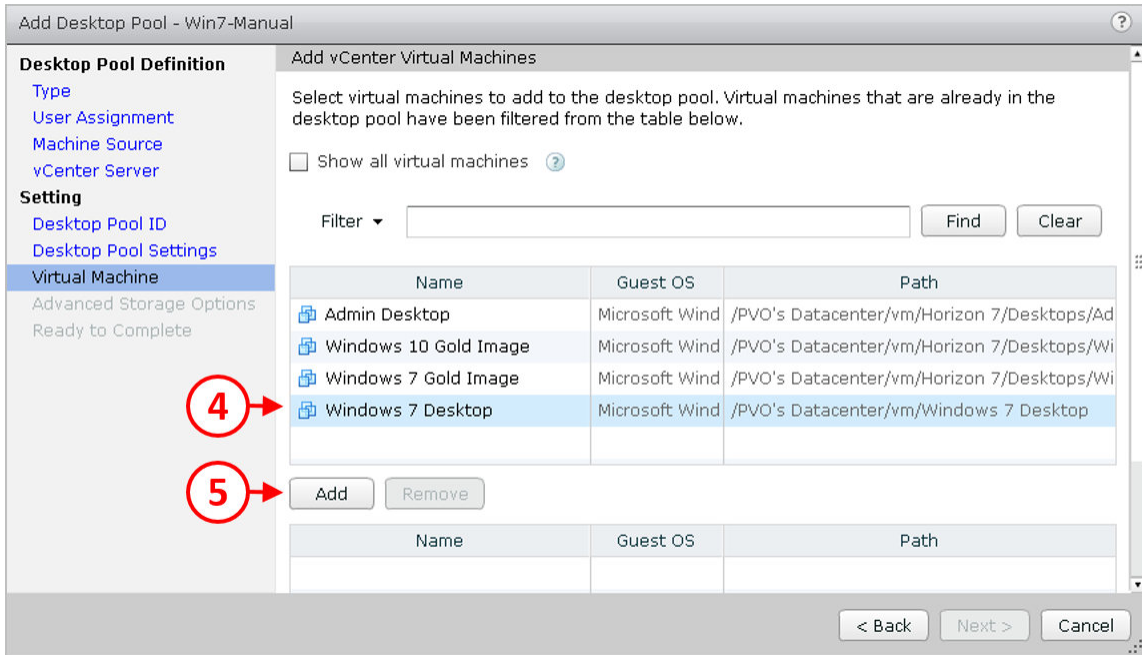 Add Desktop Pool - Win7-Manual
?
Desktop Pool Definition
Type
User Assignment
Machine Source
vCenter Server
Setting
Desktop Pool ID
Desktop Pool Settings
Virtual Machine
Advanced Storage Options
Ready to Complete
Add vCenter Virtual Machines
Select virtual machines to add to the desktop pool. Virtual machines that are already in the
desktop pool have been filtered from the table below.
Show all virtual machines ?
Filter Find Clear
Name Guest OS Path
Admin Desktop Microsoft Wind /PVO's Datacenter/vm/Horizon 7/Desktops/Ad
Windows 10 Gold Image Microsoft Wind /PVO's Datacenter/vm/Horizon 7/Desktops/Wi
Windows 7 Gold Image Microsoft Wind /PVO's Datacenter/vm/Horizon 7/Desktops/Wi
4 Windows 7 Desktop Microsoft Wind /PVO's Datacenter/vm/Windows 7 Desktop
5 Add Remove
Name Guest OS Path
< Back Next > Cancel